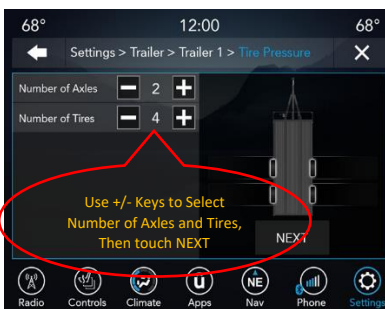 68° 12:00 68°
Settings > Trailer > Trailer 1 > Tire Pressure
Number of Axles 2
Number of Tires 4
Use +/- Keys to Select
Number of Axles and Tires,
Then touch NEXT
NEXT
NE
Radio Controls Climate Apps Nav Phone Settings